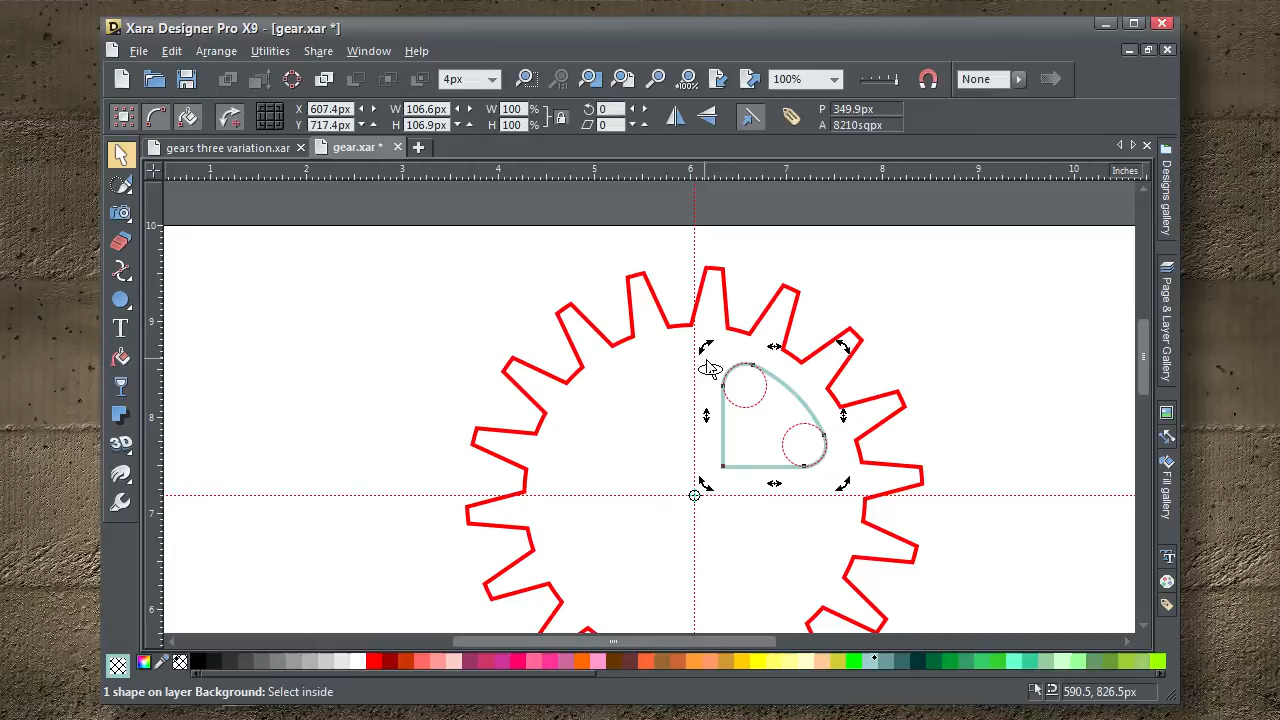 Xara Designer Pro X9 - [gear.xar *]
File Edit Arrange Utilities Share Window Help
4px 100% 100% None
X 607.4px W 106.6px W 100 % 0 P 349.9px
Y 717.4px H 106.9px H 100 % 0 A 8210sqpx
gears three variation.xar gear.xar *
1 2 3 4 5 6 7 8 9 10 Inches
10
9
8
7
6
T
3D
Designs gallery
Page & Layer Gallery
Fill gallery
1 shape on layer Background: Select inside 590.5, 826.5px